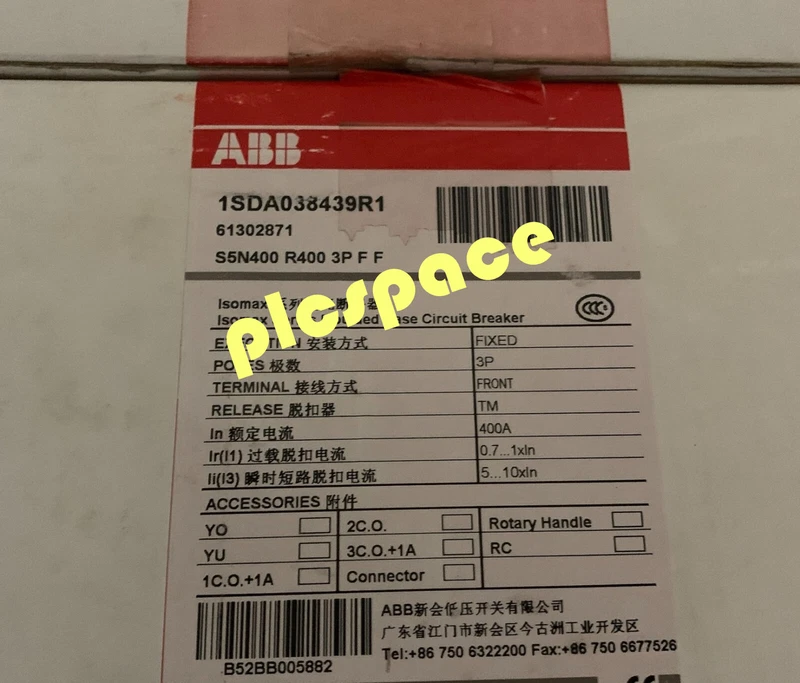 ABB
1SDA038439R1
61302871
S5N400 R400 3P F F
plcspace
Isomax 系列
Isomax Case Circuit Breaker
安装方式 FIXED
POLES 极数 3P
TERMINAL 接线方式 FRONT
RELEASE 脱扣器 TM
In 额定电流 400A
Ir(I1) 过载脱扣电流 0.7...1xIn
Ii(I3) 瞬时短路脱扣电流 5...10xIn
ACCESSORIES 附件
YO 2C.O. Rotary Handle
YU 3C.O.+1A RC
1C.O.+1A Connector
ABB新会低压开关有限公司
广东省江门市新会区今古洲工业开发区
Tel:+86 750 6322200 Fax:+86 750 6677526
B52BB005882